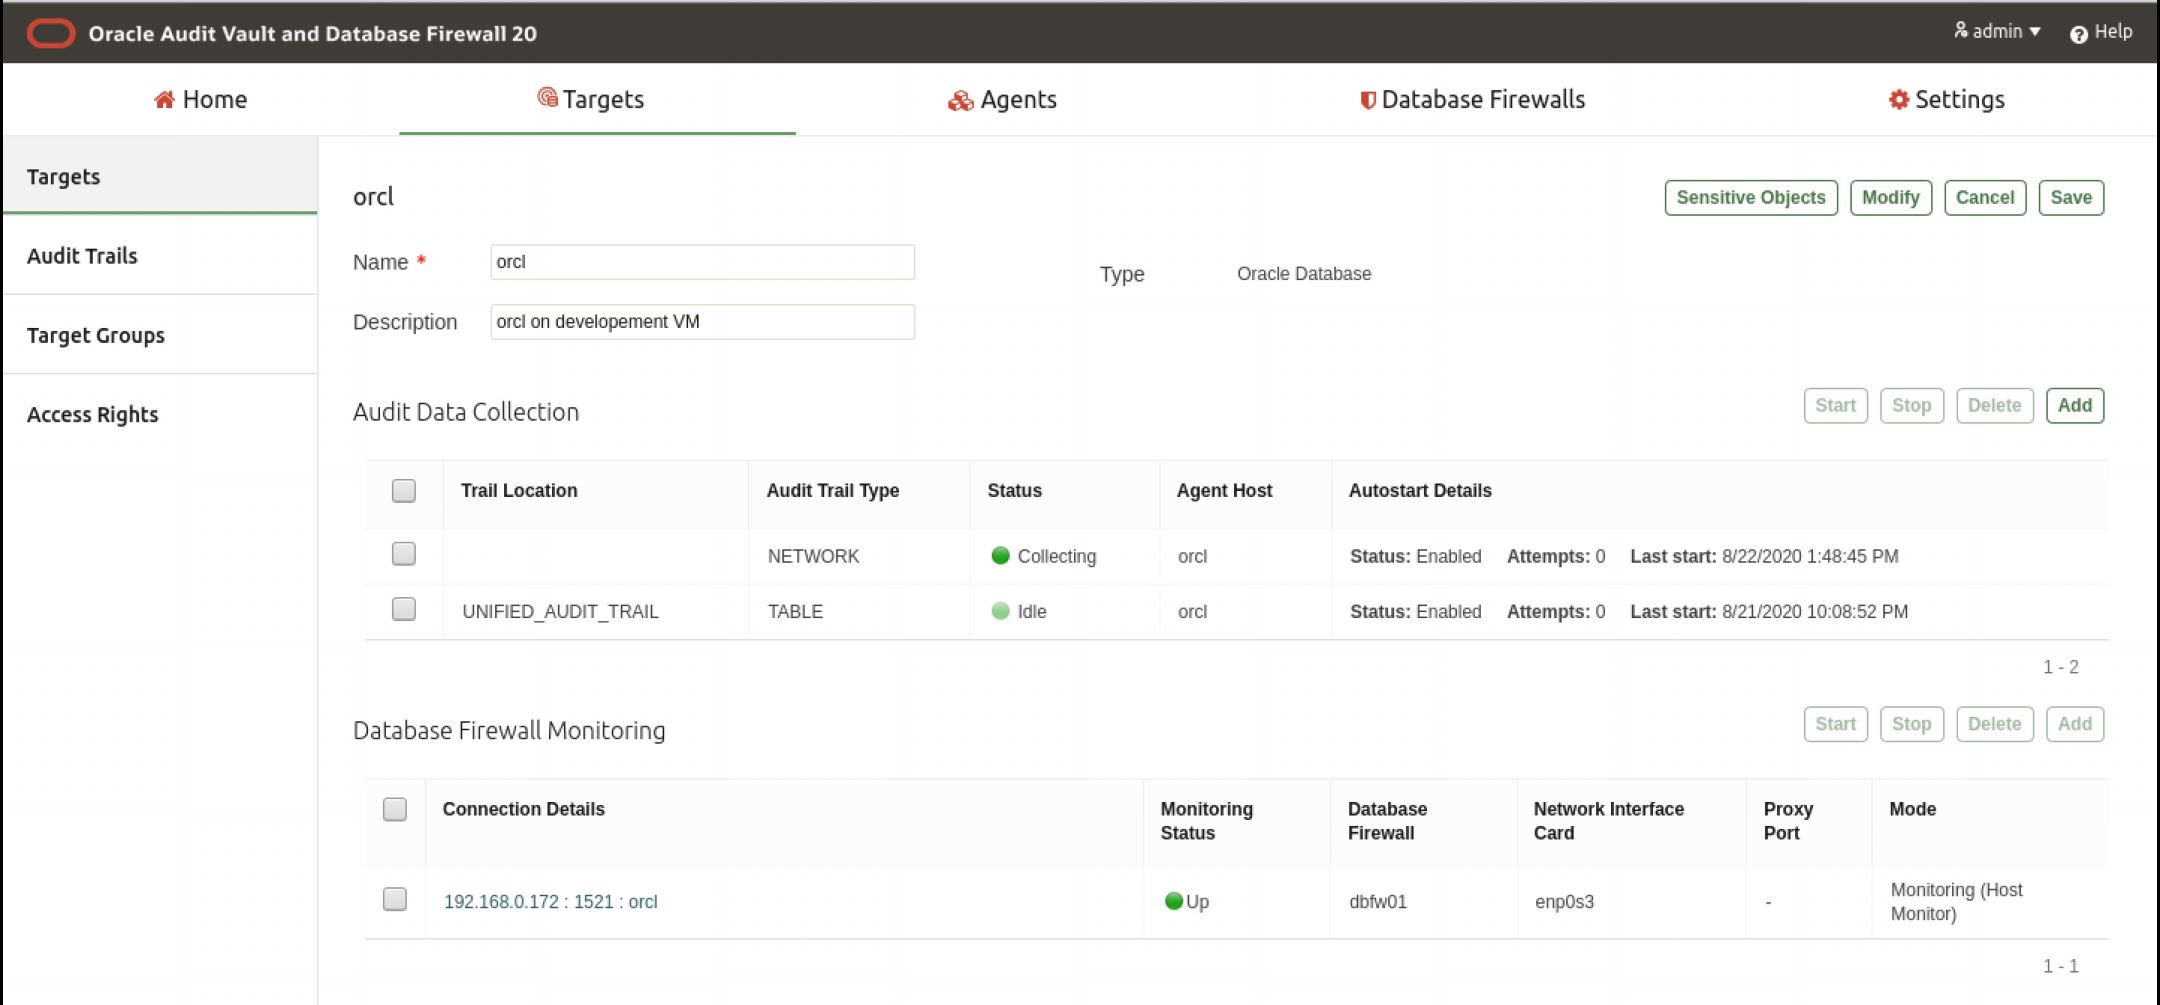 Oracle Audit Vault and Database Firewall 20
admin
Help
Home
Targets
Agents
Database Firewalls
Settings
Targets
Audit Trails
Target Groups
Access Rights
orcl
Sensitive Objects
Modify
Cancel
Save
Name *
orcl
Type
Oracle Database
Description
orcl on developement VM
Audit Data Collection
Start
Stop
Delete
Add
Trail Location
Audit Trail Type
Status
Agent Host
Autostart Details
NETWORK
Collecting
orcl
Status: Enabled Attempts: 0 Last start: 8/22/2020 1:48:45 PM
UNIFIED_AUDIT_TRAIL
TABLE
Idle
orcl
Status: Enabled Attempts: 0 Last start: 8/21/2020 10:08:52 PM
1 - 2
Database Firewall Monitoring
Start
Stop
Delete
Add
Connection Details
Monitoring
Status
Database
Firewall
Network Interface
Card
Proxy
Port
Mode
192.168.0.172 : 1521 : orcl
Up
dbfw01
enp0s3
-
Monitoring (Host
Monitor)
1 - 1